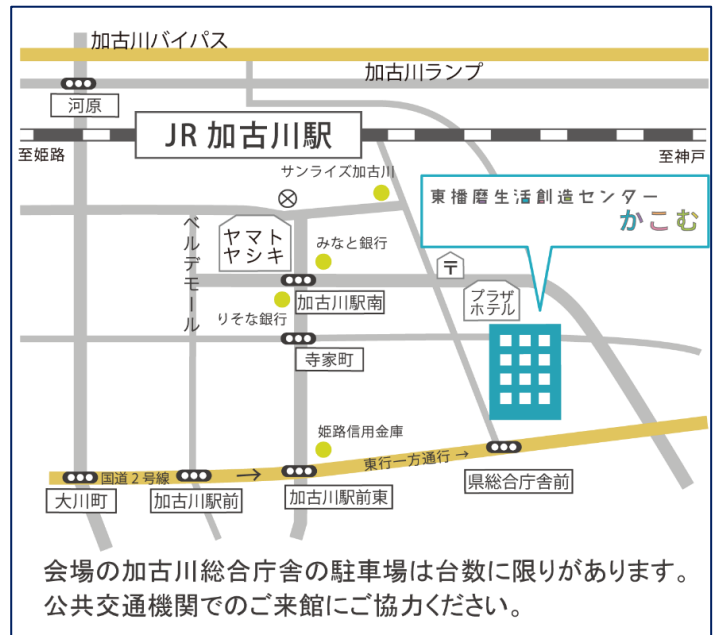 加古川バイパス
加古川ランプ
河原
JR 加古川駅
至姫路
至神戸
サンライズ加古川
東播磨生活創造センター
かこむ
ベルデモール
ヤマト
ヤシキ
みなと銀行
〒
プラザ
ホテル
加古川駅南
りそな銀行
寺家町
姫路信用金庫
国道2号線
→
東行一方通行→
大川町
加古川駅前
加古川駅前東
県総合庁舎前
会場の加古川総合庁舎の駐車場は台数に限りがあります。
公共交通機関でのご来館にご協力ください。